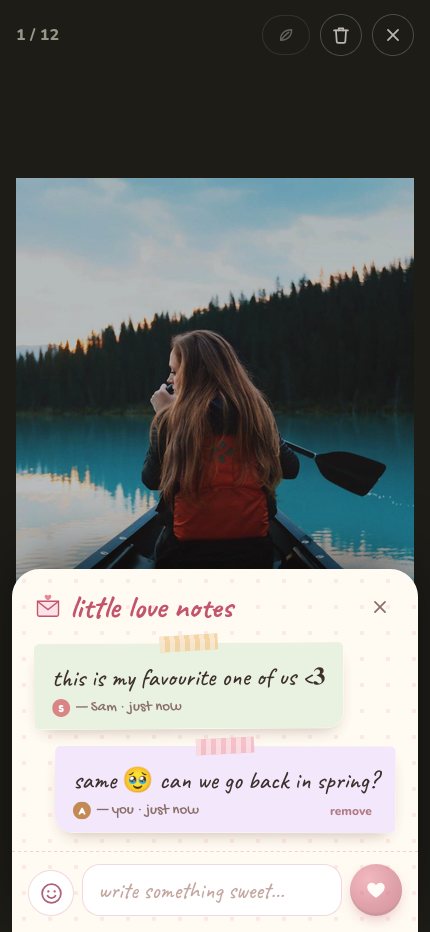 1 / 12
little love notes
this is my favourite one of us <3
S — Sam · just now
same 🥹 can we go back in spring?
A — you · just now
remove
write something sweet...